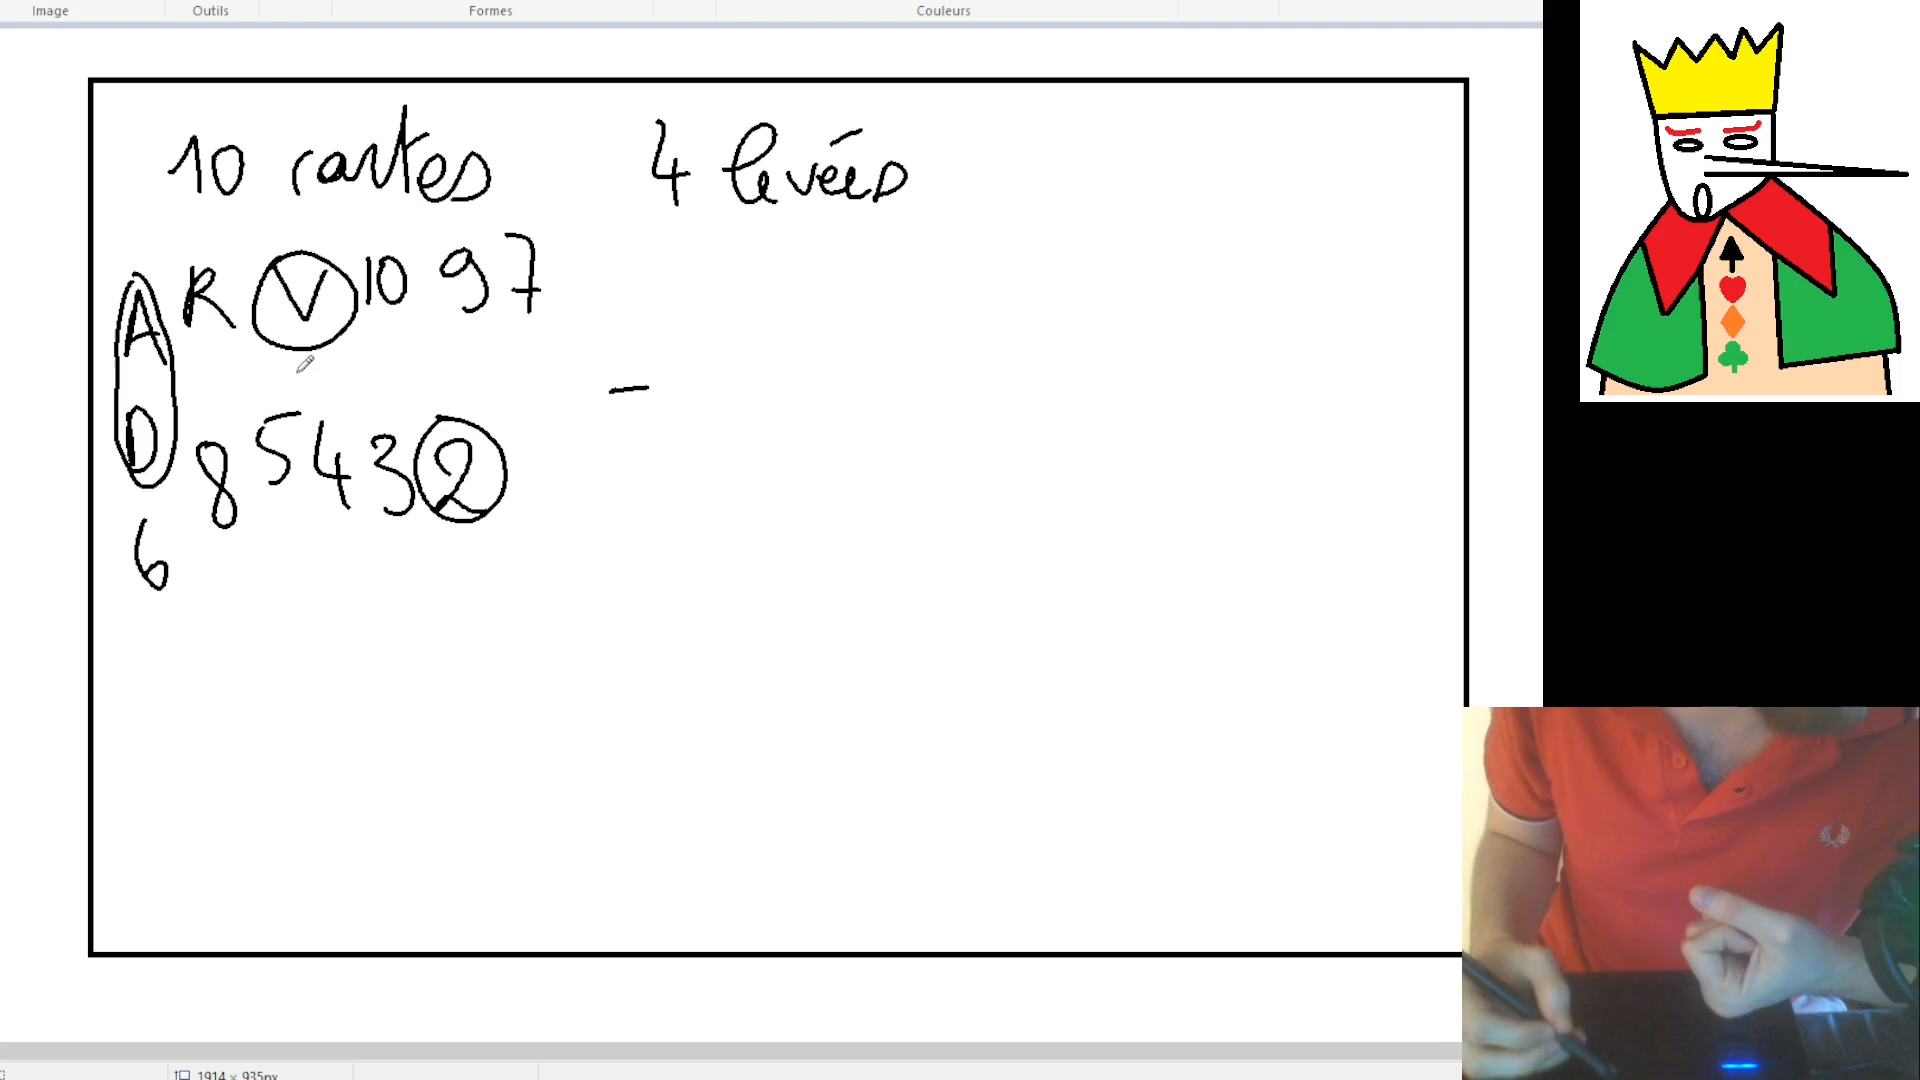 Image Outils Formes Couleurs
10 cartes 4 levées
A R V 10 9 7
—
D 8 5 4 3 2
6
1914 × 935px